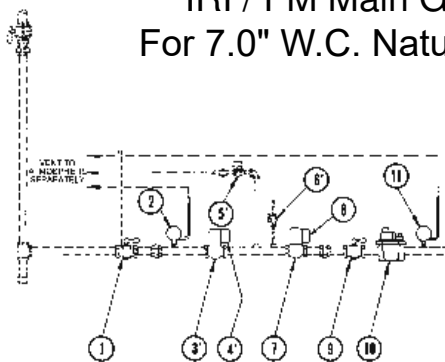 IRI / FM Main G
For 7.0" W.C. Natu
VENT TO
ATMOSPHERE
SEPARATELY
2
5'
6'
8
11
1
3'
4'
7
9
10